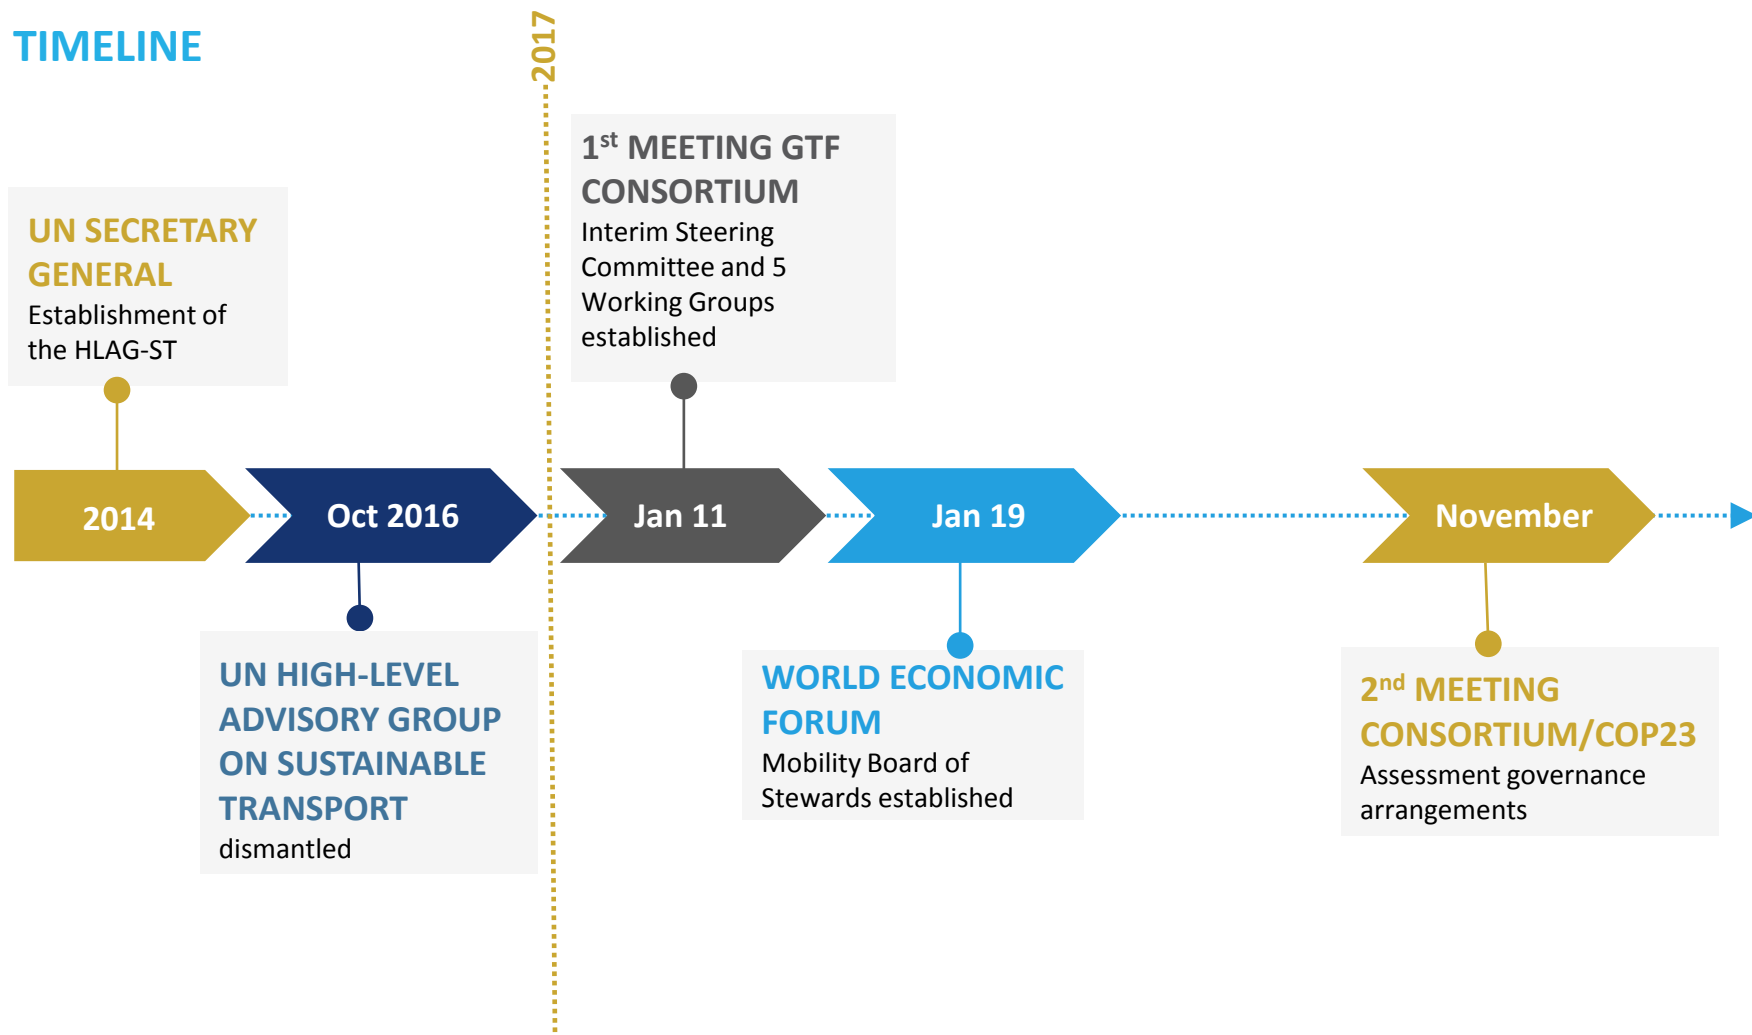 TIMELINE
2017
UN SECRETARY
GENERAL
Establishment of
the HLAG-ST
1st MEETING GTF
CONSORTIUM
Interim Steering
Committee and 5
Working Groups
established
2014
Oct 2016
Jan 11
Jan 19
November
UN HIGH-LEVEL
ADVISORY GROUP
ON SUSTAINABLE
TRANSPORT
dismantled
WORLD ECONOMIC
FORUM
Mobility Board of
Stewards established
2nd MEETING
CONSORTIUM/COP23
Assessment governance
arrangements